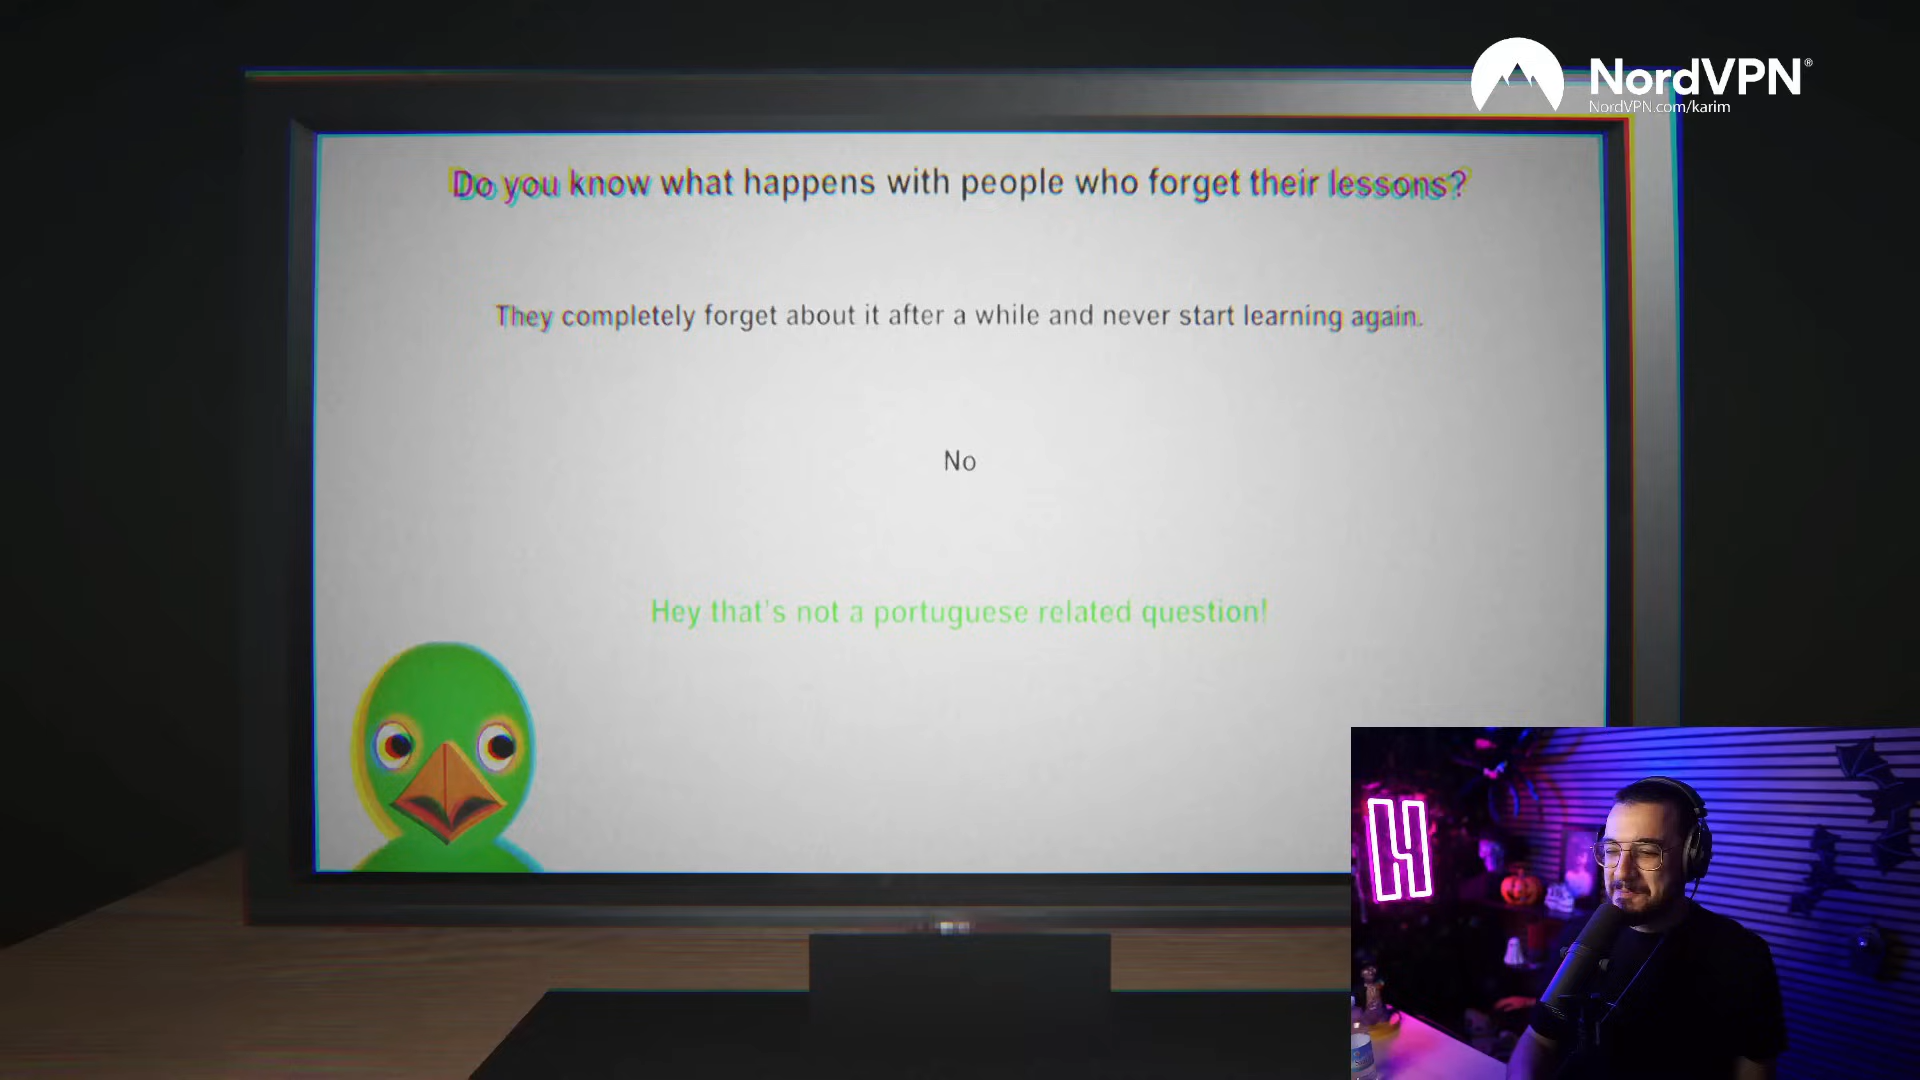 NordVPN®
NordVPN.com/karim
Do you know what happens with people who forget their lessons?
They completely forget about it after a while and never start learning again.
No
Hey that's not a portuguese related question!